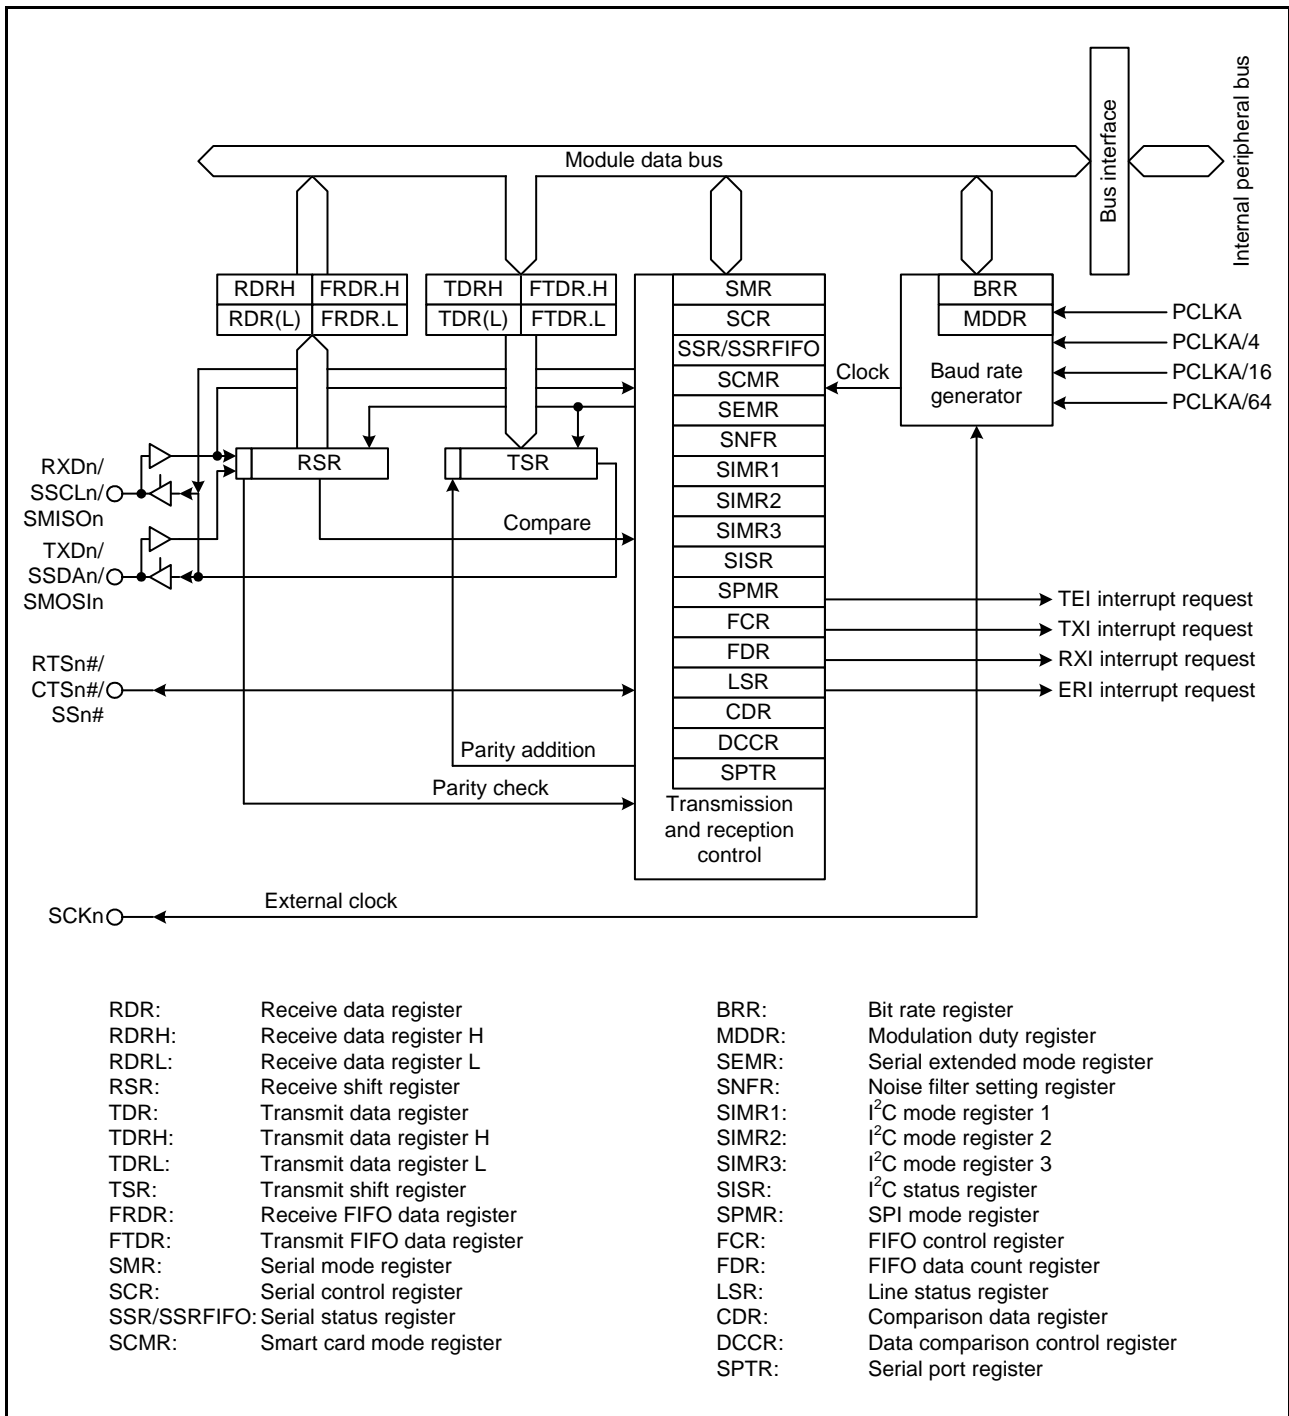 Module data bus
Bus interface
Internal peripheral bus
RDRH FRDR.H
RDR(L) FRDR.L
TDRH FTDR.H
TDR(L) FTDR.L
SMR
SCR
SSR/SSRFIFO
SCMR
SEMR
SNFR
SIMR1
SIMR2
SIMR3
SISR
SPMR
FCR
FDR
LSR
CDR
DCCR
SPTR
Transmission
and reception
control
BRR
MDDR
Baud rate
generator
Clock
PCLKA
PCLKA/4
PCLKA/16
PCLKA/64
RSR
TSR
RXDn/
SSCLn/
SMISOn
TXDn/
SSDAn/
SMOSIn
Compare
RTSn#/
CTSn#/
SSn#
Parity addition
Parity check
TEI interrupt request
TXI interrupt request
RXI interrupt request
ERI interrupt request
SCKn
External clock
RDR: Receive data register
RDRH: Receive data register H
RDRL: Receive data register L
RSR: Receive shift register
TDR: Transmit data register
TDRH: Transmit data register H
TDRL: Transmit data register L
TSR: Transmit shift register
FRDR: Receive FIFO data register
FTDR: Transmit FIFO data register
SMR: Serial mode register
SCR: Serial control register
SSR/SSRFIFO: Serial status register
SCMR: Smart card mode register
BRR: Bit rate register
MDDR: Modulation duty register
SEMR: Serial extended mode register
SNFR: Noise filter setting register
SIMR1: I²C mode register 1
SIMR2: I²C mode register 2
SIMR3: I²C mode register 3
SISR: I²C status register
SPMR: SPI mode register
FCR: FIFO control register
FDR: FIFO data count register
LSR: Line status register
CDR: Comparison data register
DCCR: Data comparison control register
SPTR: Serial port register